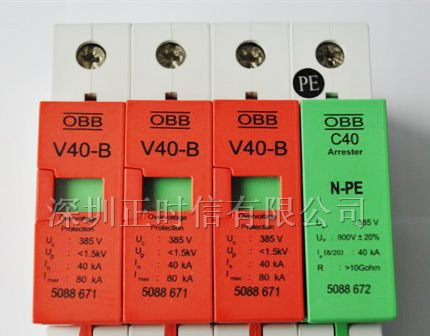 PE
OBB
V40-B
Overvoltage
Protection
Uc : 385 V
Up : <1.5kV
In : 40 kA
Imax : 80 kA
5088 671
OBB
V40-B
Overvoltage
Protection
Uc : 385 V
Up : <1.5kV
In : 40 kA
Imax : 80 kA
5088 671
OBB
V40-B
Overvoltage
Protection
Uc : 385 V
Up : <1.5kV
In : 40 kA
Imax : 80 kA
5088 671
OBB
C40
Arrester
N-PE
: 385 V
: 800V ± 20%
In (8/20) : 40 kA
R : >10Gohm
5088 672
深圳正时信有限公司